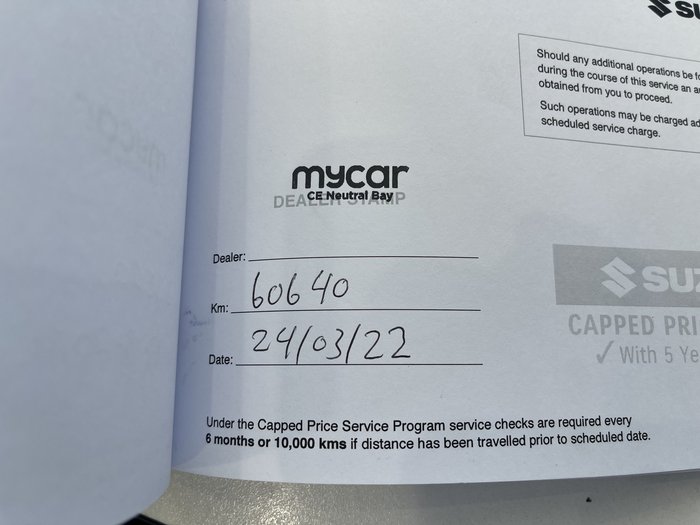 SU
Should any additional operations be
during the course of this service an
obtained from you to proceed.
Such operations may be charged
scheduled service charge.
mycar
CE Neutral Bay
DEALER STAMP
Dealer:
Km: 60640
Date: 24/03/22
SUZ
CAPPED PRI
✓ With 5 Ye
Under the Capped Price Service Program service checks are required every
6 months or 10,000 kms if distance has been travelled prior to scheduled date.